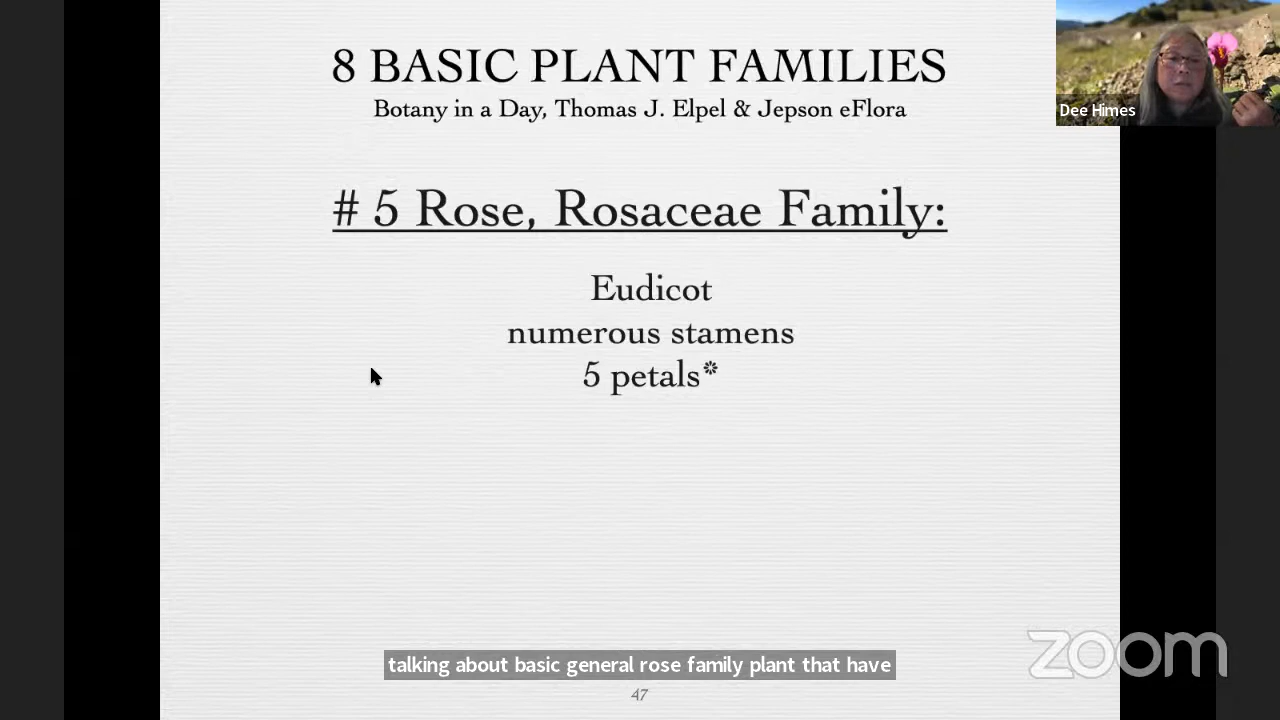 8 BASIC PLANT FAMILIES
Botany in a Day, Thomas J. Elpel & Jepson eFlora
Dee Himes
# 5 Rose, Rosaceae Family:
Eudicot
numerous stamens
5 petals*
talking about basic general rose family plant that have
zoom
47